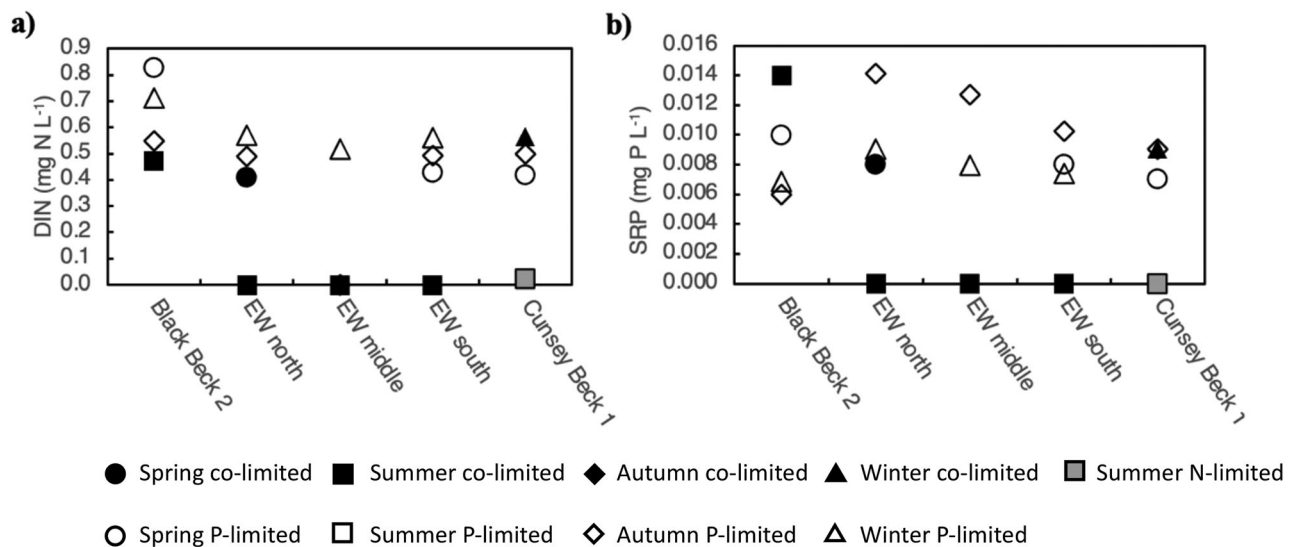 a)
DIN (mg N L-1)
0.9
0.8
0.7
0.6
0.5
0.4
0.3
0.2
0.1
0.0
Black Beck 2
EW north
EW middle
EW south
Cunsey Beck 1
b)
SRP (mg P L-1)
0.016
0.014
0.012
0.010
0.008
0.006
0.004
0.002
0.000
Black Beck 2
EW north
EW middle
EW south
Cunsey Beck 1
Spring co-limited Summer co-limited Autumn co-limited Winter co-limited Summer N-limited
Spring P-limited Summer P-limited Autumn P-limited Winter P-limited